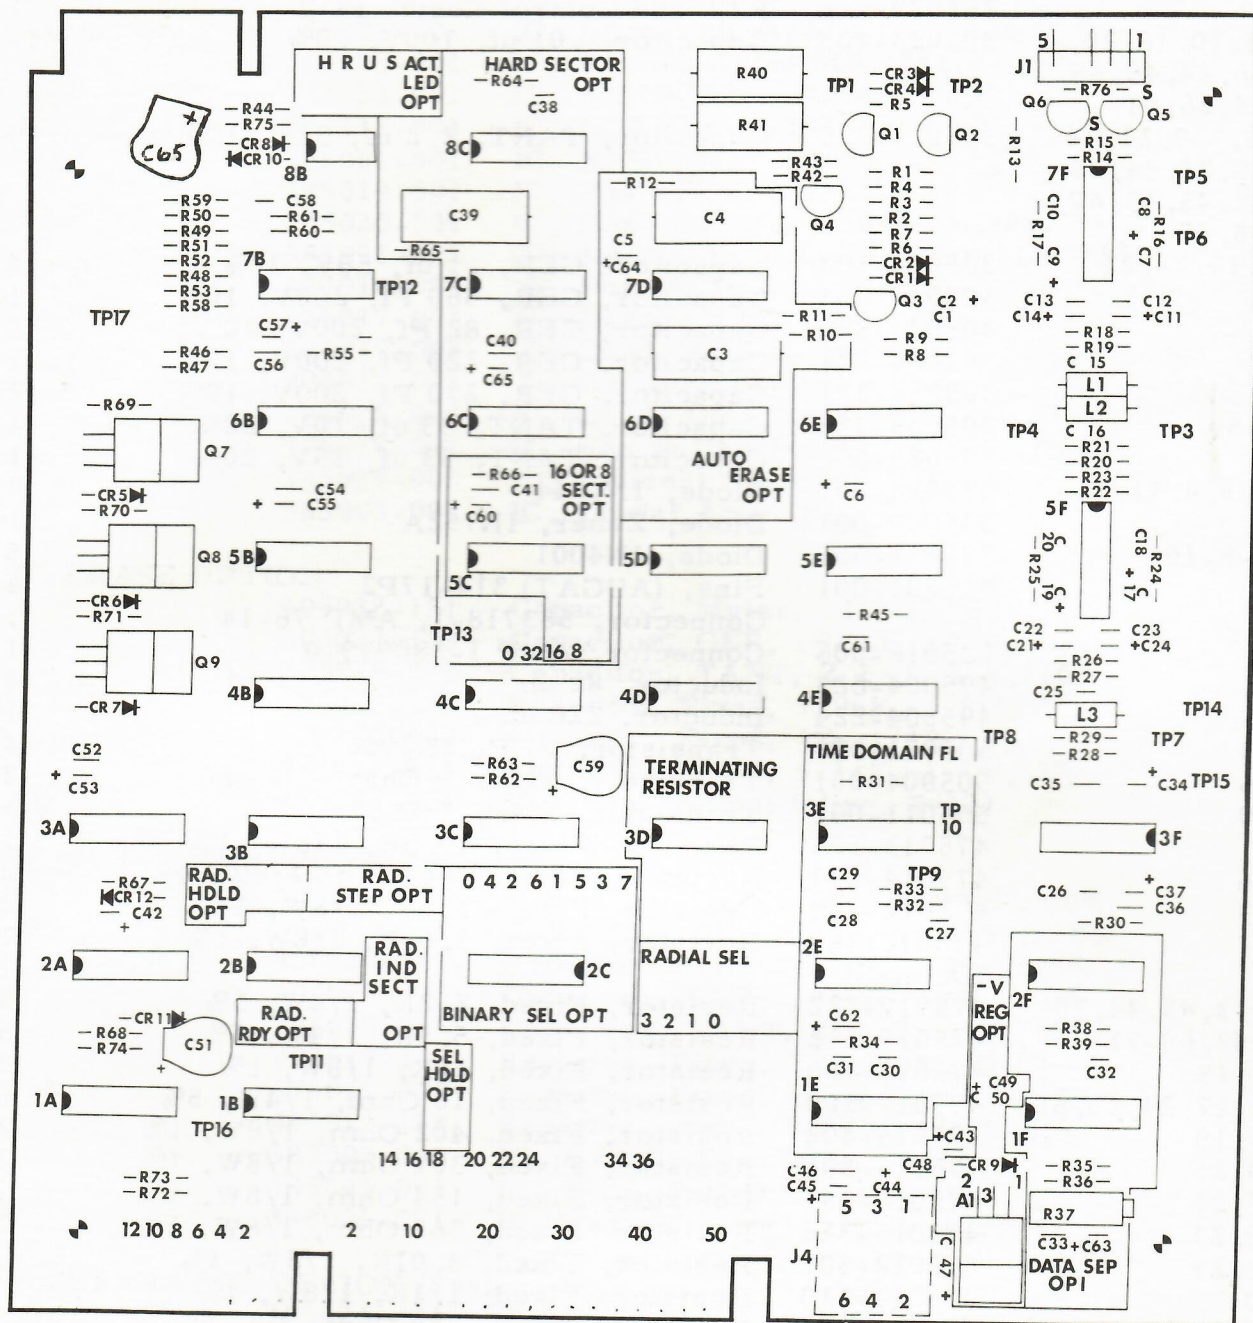 H R U S ACT. HARD SECTOR
LED R64 OPT
OPT C38
R40
R41
TP1 CR3 TP2
CR4
R5
Q1 Q2
5 1
J1
R76
Q6 S Q5
S
R13
R15
R14
7F TP5
+ C65
R44
R75
CR8
CR10
8B 8C
R43
R42
Q4
R12
R1
R4
R3
R2
R7
R6
CR2
CR1
C10 R17 C9 +
C8 + C7 R16
TP6
R59 C58
R50 R61
R49 R60
R51
R52
R48
R53
R58
C39
R65
C4
C5
+ C64
7B TP12 7C 7D
TP17
Q3 C2 +
C1
R11
R10
R9
R8
C13 C12
C14+ +C11
R18
R19
C 15
L1
L2
C 16
TP4 TP3
R21
R20
R23
R22
C57 +
C56 R55
R46
R47
C40
+ C65
C3
R69
Q7
6B 6C 6D 6E
AUTO
ERASE
OPT
R66 16 OR 8
C41 SECT.
+ C60 OPT
CR5
R70
C54
+ C55
+ C6
5F
C 20 R25 C 19 +
C18 + 17 R24
Q8
5B 5C 5D 5E
CR6
R71
R45
C61
TP13
0 32 16 8
C22 C23
C21+ +C24
R26
R27
C25
L3 TP14
R29
R28
TP8 TP7
Q9
CR7
4B 4C 4D 4E
C52
+ C53
R63
R62
C59 +
TERMINATING
RESISTOR
TIME DOMAIN FL
R31
C35 + C34 TP15
3A 3B 3C 3D 3E TP 10 3F
RAD.
HDLD
OPT
RAD.
STEP OPT
0 4 2 6 1 5 3 7
R67
CR12
C42
+
C29 TP9
R33
R32
C28 C27
C26 + C37
C36
R30
2A 2B 2C
RAD.
IND
SECT
OPT
RADIAL SEL
3 2 1 0
BINARY SEL OPT
2E 2F
-V
REG
OPT
RAD.
RDY OPT
CR11
R68
R74
C51
+
TP11
SEL
HDLD
OPT
+ C62
R34
C31 C30
R38
R39
C32
+ C49
C 50
1A 1B 1E 1F
TP16
14 16 18 20 22 24 34 36
+C43
C46 + C48
C45 C44
+
CR9
R35
R36
2 1
A1 3
R37
R73
R72
12 10 8 6 4 2 2 10 20 30 40 50
5 3 1
J4
6 4 2
C 47 +
C33 + C63
DATA SEP
OPI